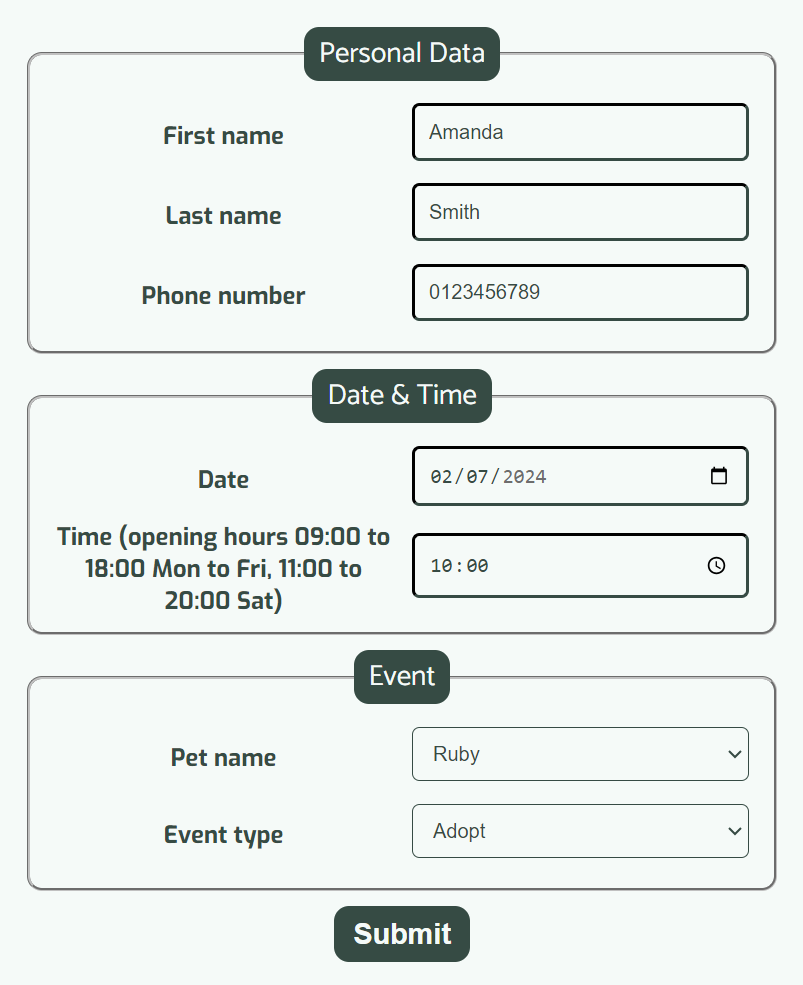 Personal Data
First name
Amanda
Last name
Smith
Phone number
0123456789
Date & Time
Date
02/07/2024
Time (opening hours 09:00 to
18:00 Mon to Fri, 11:00 to
20:00 Sat)
10:00
Event
Pet name
Ruby
Event type
Adopt
Submit